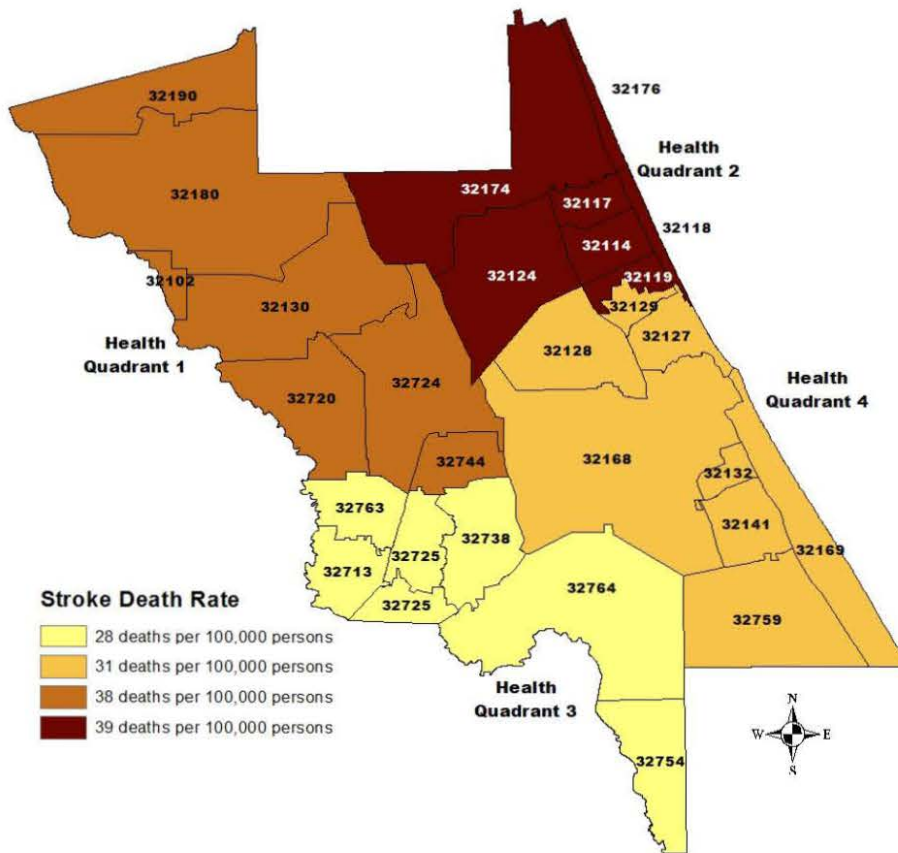 32190
32176
Health
Quadrant 2
32180
32174
32117
32118
32114
32124
32119
32102
32130
32129
32127
Health
Quadrant 1
32128
32724
32720
Health
Quadrant 4
32744
32168
32132
32763
32141
32738
32725
32169
32713
32764
32725
32759
Stroke Death Rate
28 deaths per 100,000 persons
31 deaths per 100,000 persons
38 deaths per 100,000 persons
39 deaths per 100,000 persons
Health
Quadrant 3
N
W E
S
32754